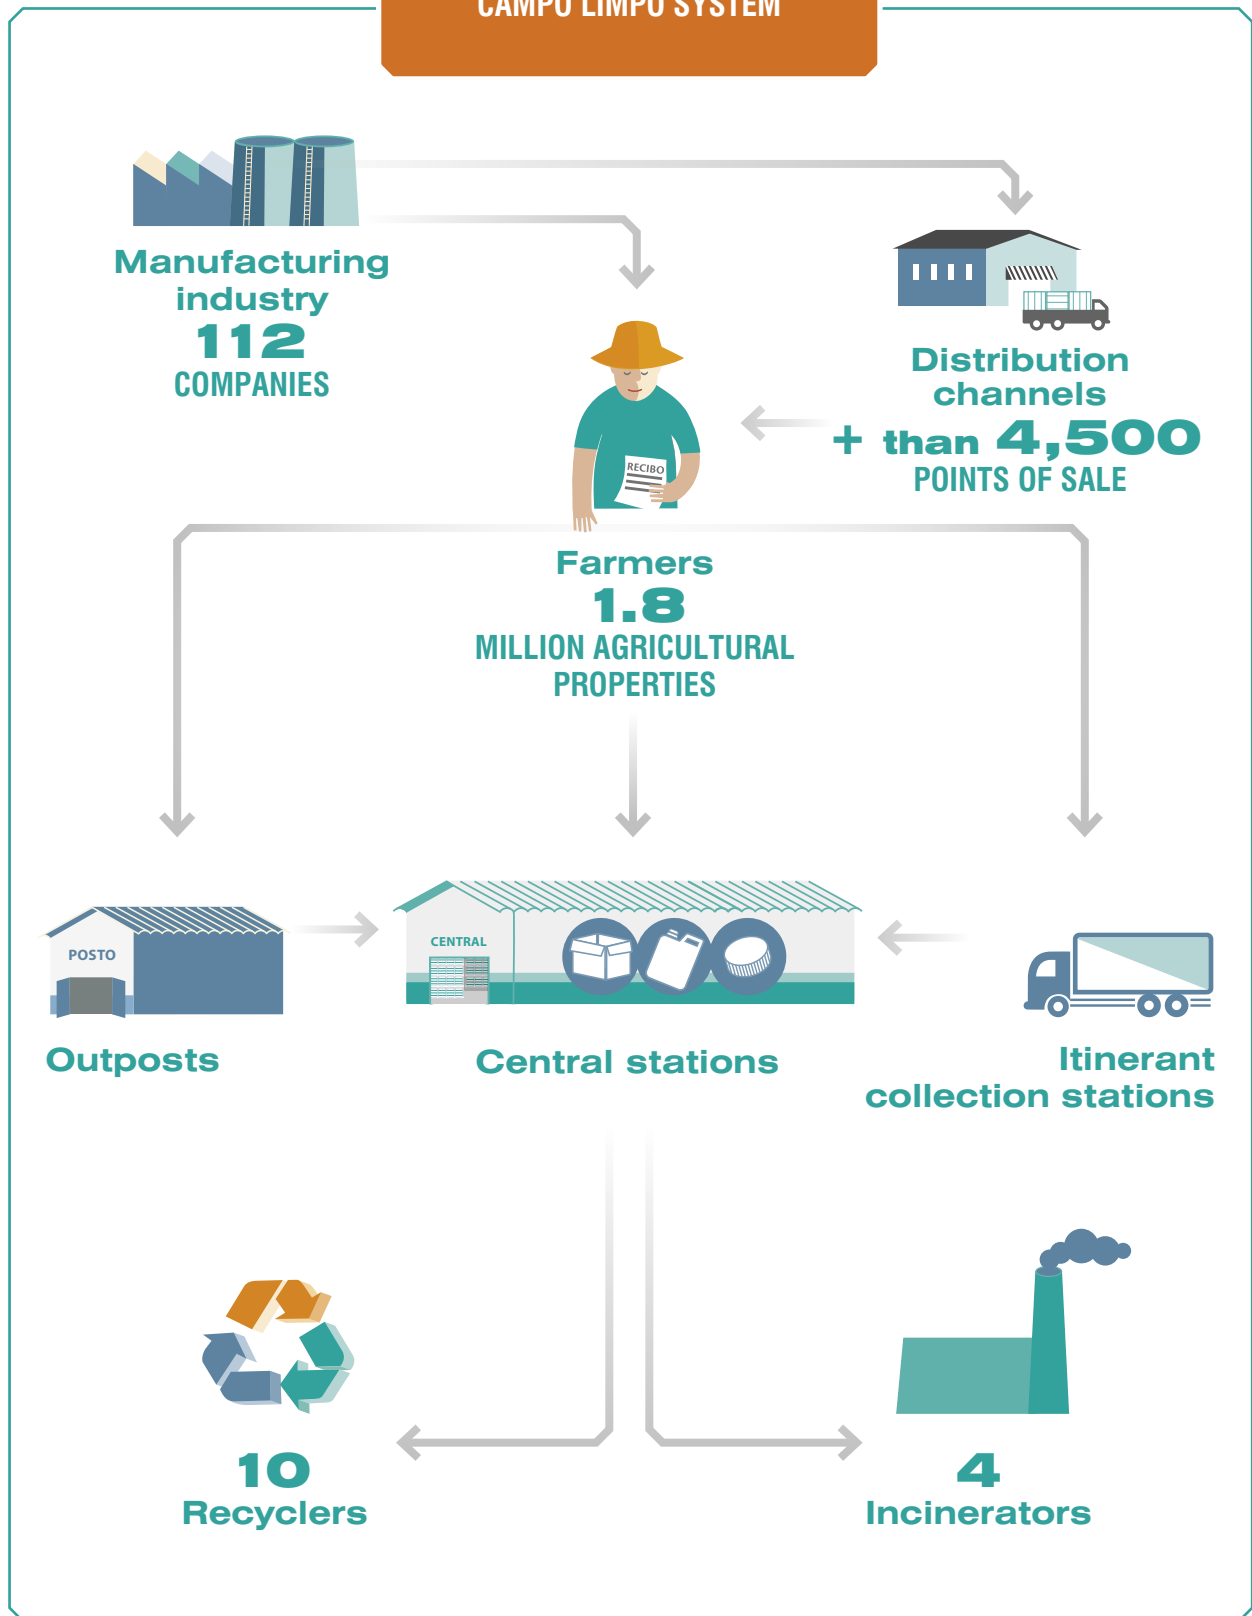 CAMPO LIMPO SYSTEM
Manufacturing
industry
112
COMPANIES
Distribution
channels
+ than 4,500
POINTS OF SALE
RECIBO
Farmers
1.8
MILLION AGRICULTURAL
PROPERTIES
POSTO
Outposts
CENTRAL
Central stations
Itinerant
collection stations
10
Recyclers
4
Incinerators